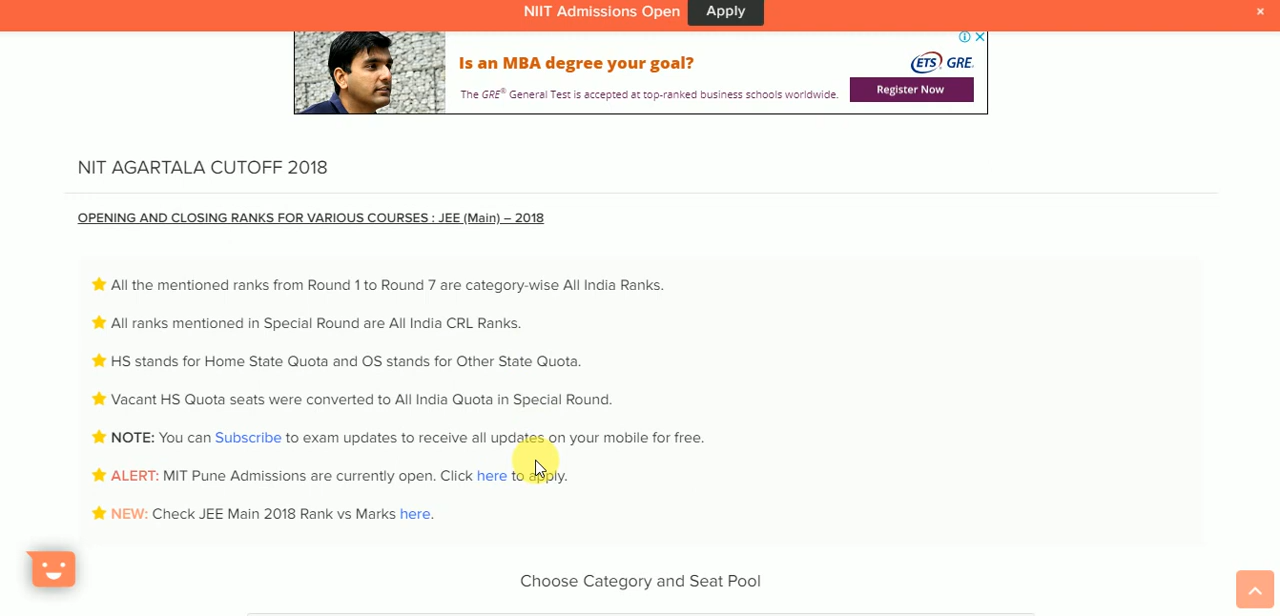 NIIT Admissions Open Apply ×
Is an MBA degree your goal?
ETS GRE.
The GRE® General Test is accepted at top-ranked business schools worldwide.
Register Now
NIT AGARTALA CUTOFF 2018
OPENING AND CLOSING RANKS FOR VARIOUS COURSES : JEE (Main) – 2018
All the mentioned ranks from Round 1 to Round 7 are category-wise All India Ranks.
All ranks mentioned in Special Round are All India CRL Ranks.
HS stands for Home State Quota and OS stands for Other State Quota.
Vacant HS Quota seats were converted to All India Quota in Special Round.
NOTE: You can Subscribe to exam updates to receive all updates on your mobile for free.
ALERT: MIT Pune Admissions are currently open. Click here to apply.
NEW: Check JEE Main 2018 Rank vs Marks here.
Choose Category and Seat Pool